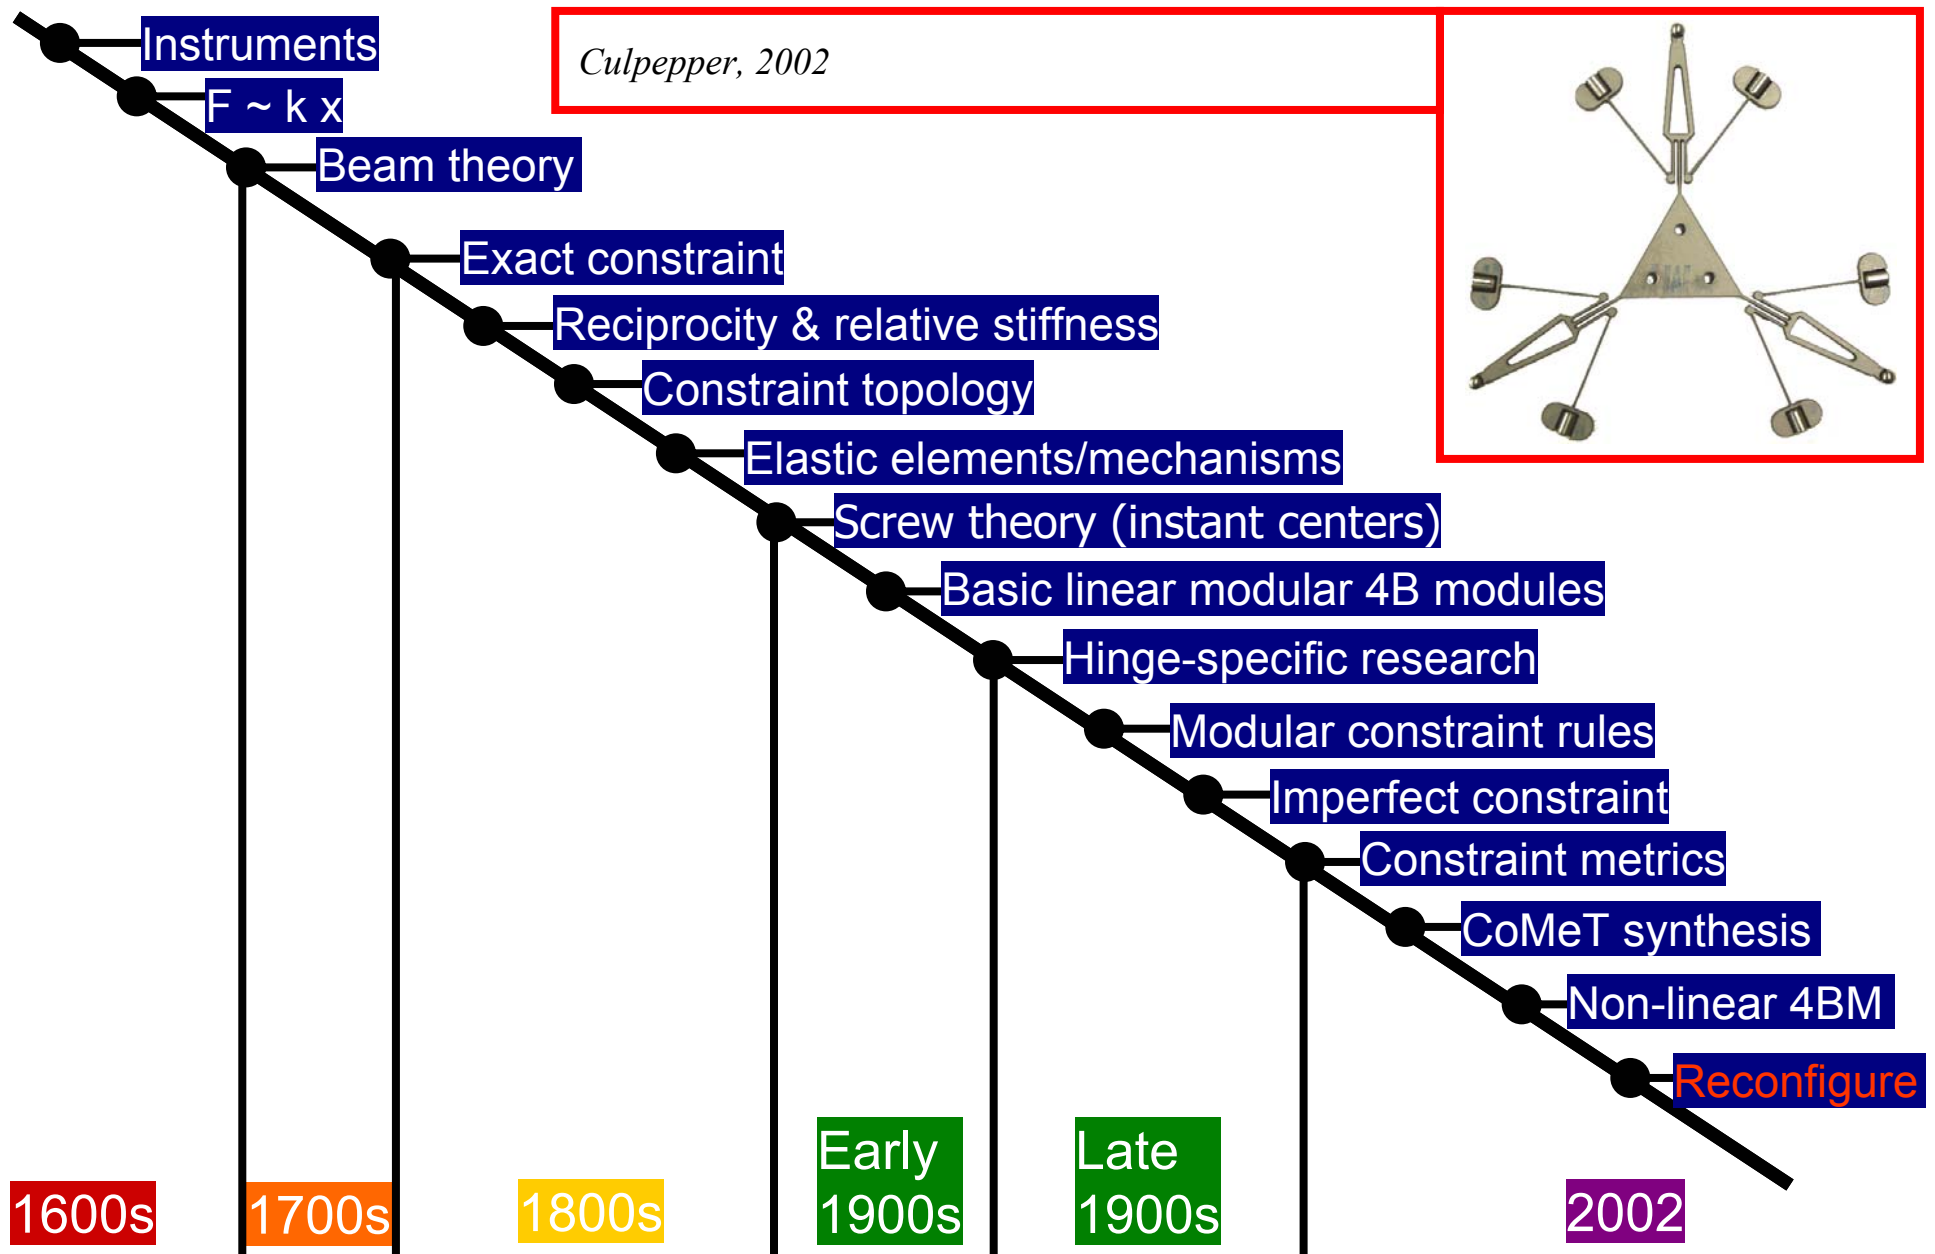 Instruments
Culpepper, 2002
F ~ k x
Beam theory
Exact constraint
Reciprocity & relative stiffness
Constraint topology
Elastic elements/mechanisms
Screw theory (instant centers)
Basic linear modular 4B modules
Hinge-specific research
Modular constraint rules
Imperfect constraint
Constraint metrics
CoMeT synthesis
Non-linear 4BM
Reconfigure
1600s
1700s
1800s
Early
1900s
Late
1900s
2002